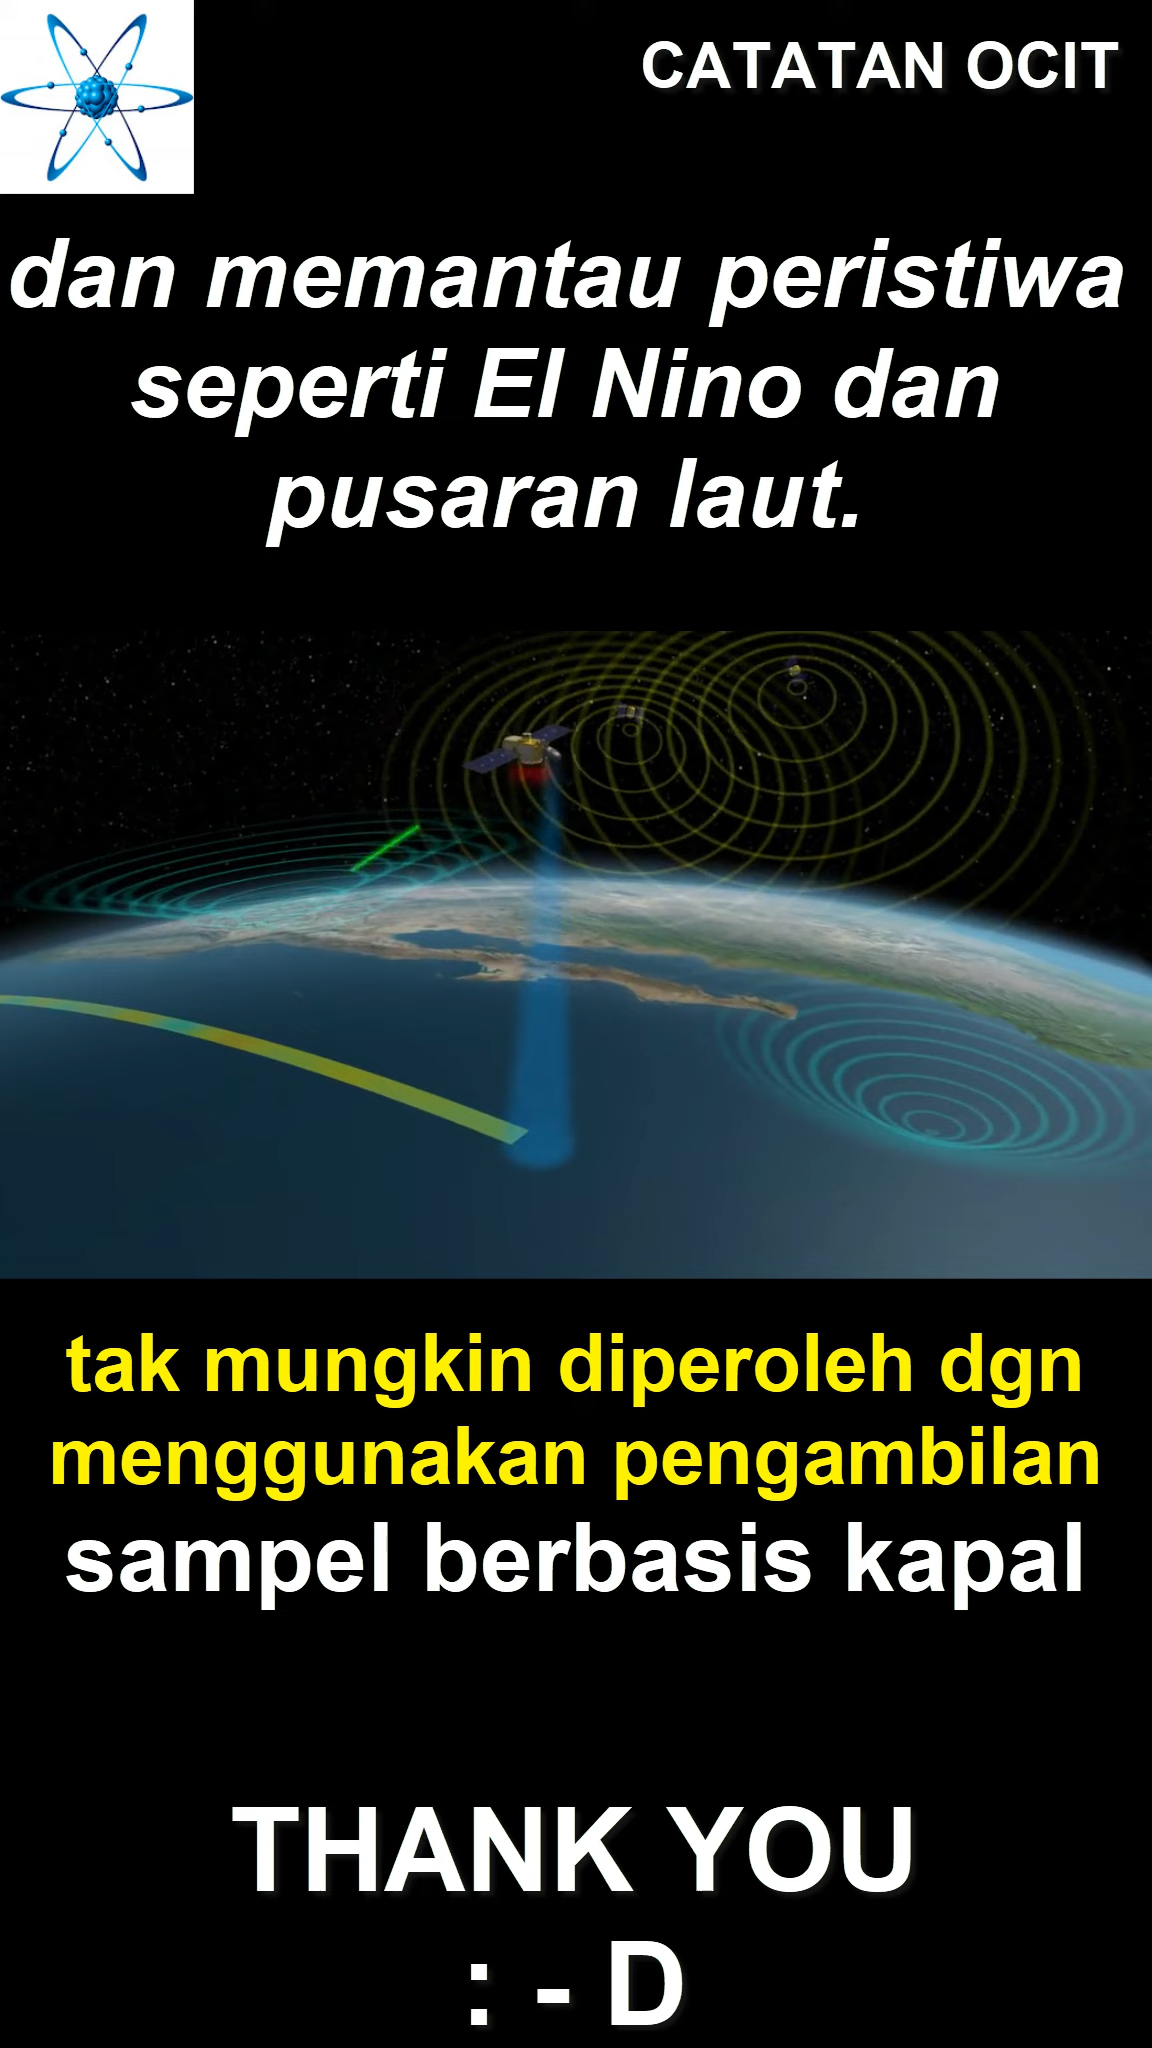 CATATAN OCIT
dan memantau peristiwa
seperti El Nino dan
pusaran laut.
tak mungkin diperoleh dgn
menggunakan pengambilan
sampel berbasis kapal
THANK YOU
: - D